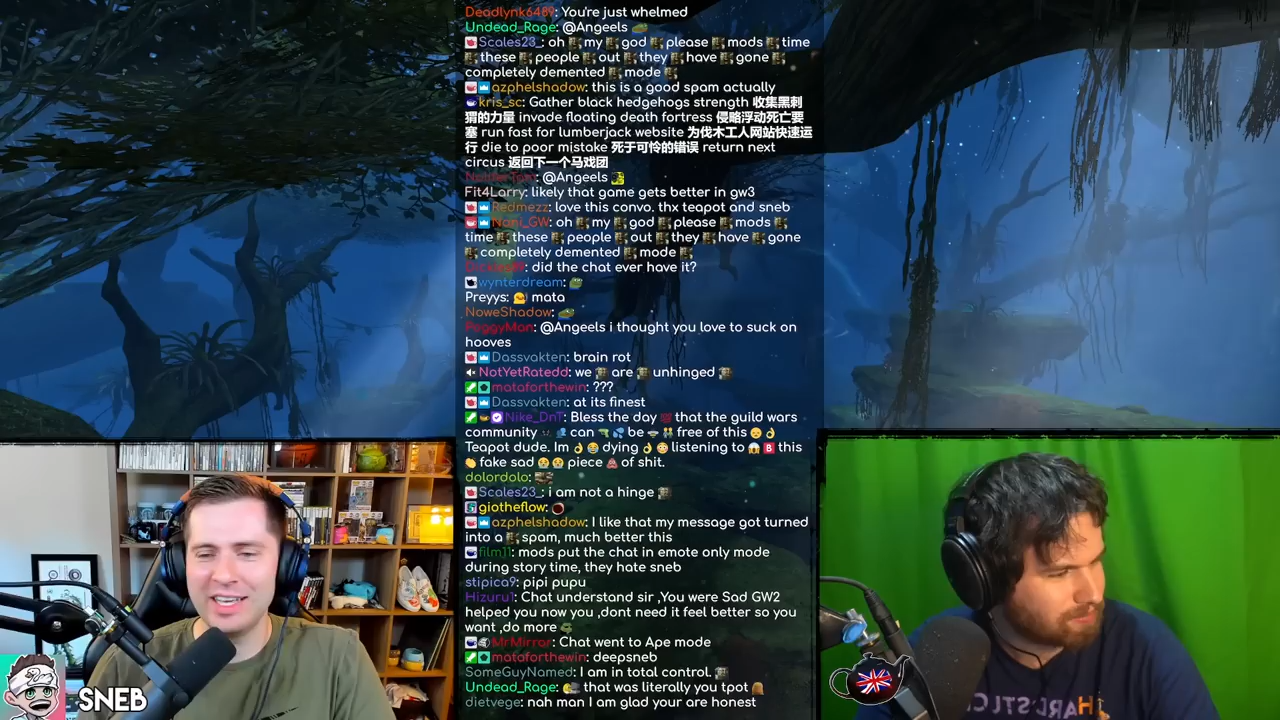 Deadlynk6489: You're just whelmed
Undead_Rage: @Angeels
Scales23_: oh my god please mods time
these people out they have gone
completely demented mode
azphelshadow: this is a good spam actually
kris_sc: Gather black hedgehogs strength 收集黑刺
猬的力量 invade floating death fortress 侵略浮动死亡要
塞 run fast for lumberjack website 为伐木工人网站快速运
行 die to poor mistake 死于可怜的错误 return next
circus 返回下一个马戏团
: @Angeels
Fit4Larry: likely that game gets better in gw3
Redmezz: love this convo. thx teapot and sneb
Nani_GW: oh my god please mods
time these people out they have gone
completely demented mode
: did the chat ever have it?
wynterdream:
Preyys: mata
NoweShadow:
PoggyMan: @Angeels i thought you love to suck on
hooves
Dassvakten: brain rot
NotYetRatedd: we are unhinged
mataforthewin: ???
Dassvakten: at its finest
Nike_DnT: Bless the day that the guild wars
community can be free of this
Teapot dude. Im dying listening to this
fake sad piece of shit.
dolordolo:
Scales23_: i am not a hinge
giotheflow:
azphelshadow: I like that my message got turned
into a spam, much better this
film11: mods put the chat in emote only mode
during story time, they hate sneb
stipica9: pipi pupu
Hizuru1: Chat understand sir ,You were Sad GW2
helped you now you ,dont need it feel better so you
want ,do more
MrMirror: Chat went to Ape mode
mataforthewin: deepsneb
SomeGuyNamed: I am in total control.
Undead_Rage: that was literally you tpot
dietvege: nah man I am glad your are honest
SNEB